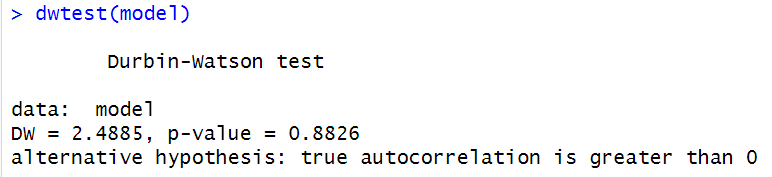 > dwtest(model)
Durbin-Watson test
data:  model
DW = 2.4885, p-value = 0.8826
alternative hypothesis: true autocorrelation is greater than 0